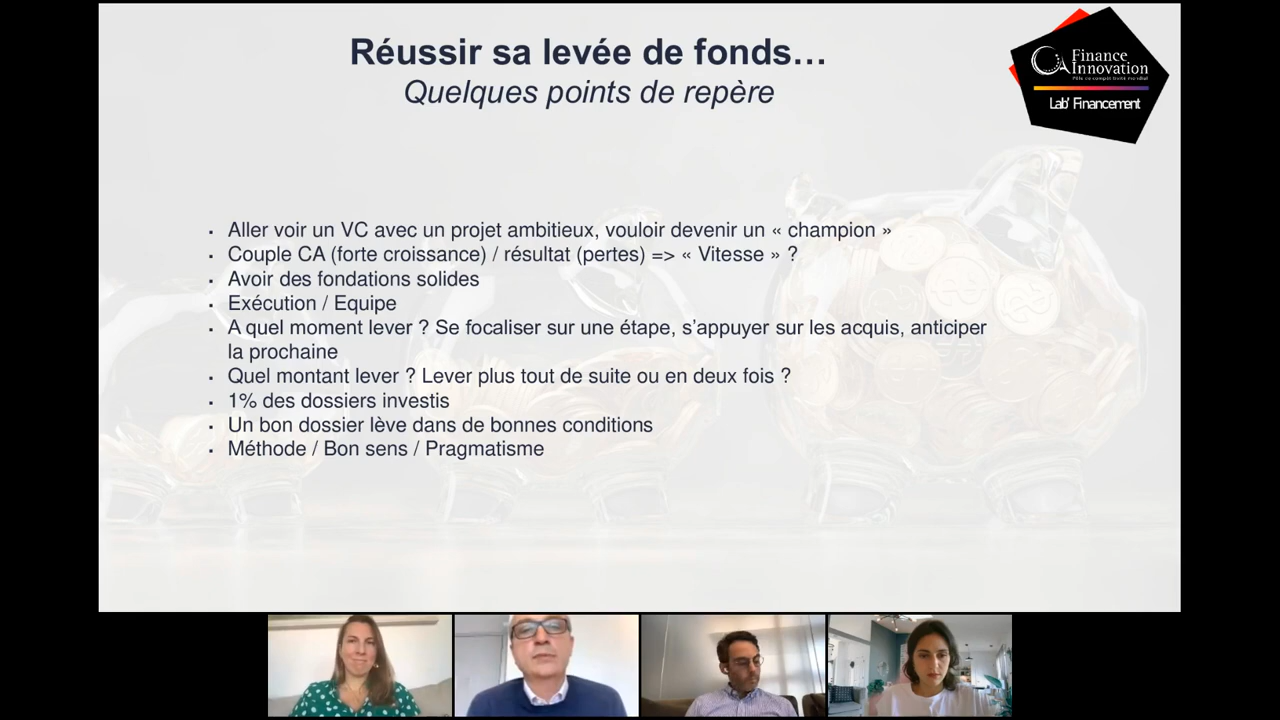 Réussir sa levée de fonds…
Quelques points de repère
Finance
Innovation
Pôle de compétitivité mondial
Lab' Financement
▪ Aller voir un VC avec un projet ambitieux, vouloir devenir un « champion »
▪ Couple CA (forte croissance) / résultat (pertes) => « Vitesse » ?
▪ Avoir des fondations solides
▪ Exécution / Equipe
▪ A quel moment lever ? Se focaliser sur une étape, s’appuyer sur les acquis, anticiper
la prochaine
▪ Quel montant lever ? Lever plus tout de suite ou en deux fois ?
▪ 1% des dossiers investis
▪ Un bon dossier lève dans de bonnes conditions
▪ Méthode / Bon sens / Pragmatisme